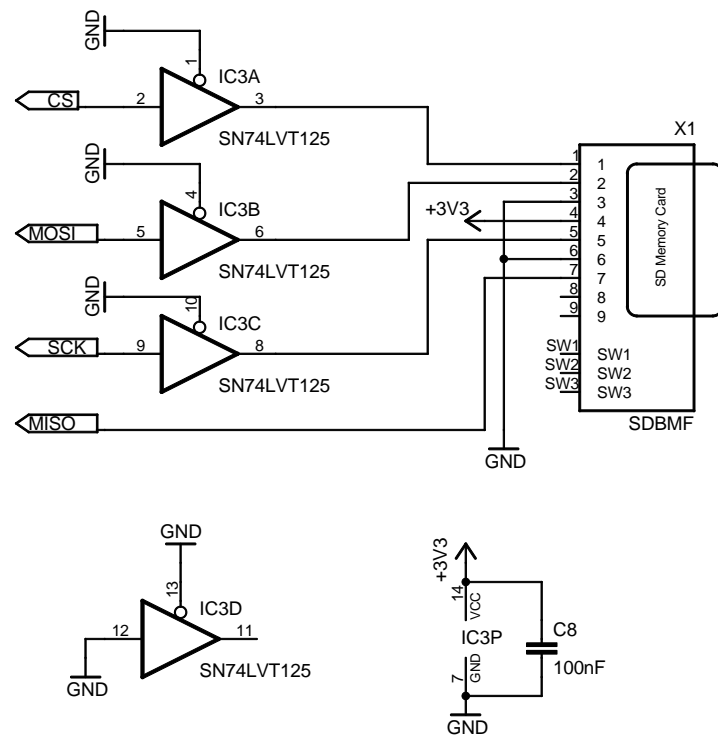 GND
1
IC3A
CS
2
3
SN74LVT125
X1
GND
4
IC3B
MOSI
5
6
SN74LVT125
GND
10
IC3C
SCK
9
8
SN74LVT125
MISO
+3V3
1 1
2 2
3 3
4 4
5 5
6 6
7 7
8 8
9 9
SD Memory Card
SW1 SW1
SW2 SW2
SW3 SW3
SDBMF
GND
GND
13
IC3D
12
11
SN74LVT125
GND
+3V3
14
VCC
IC3P
7
GND
C8
100nF
GND